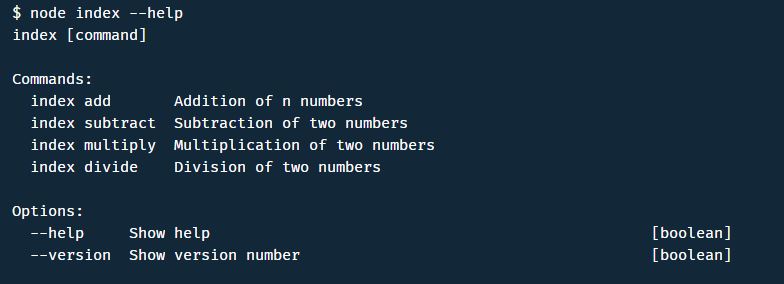 $ node index --help
index [command]

Commands:
  index add       Addition of n numbers
  index subtract  Subtraction of two numbers
  index multiply  Multiplication of two numbers
  index divide    Division of two numbers

Options:
  --help     Show help                                                 [boolean]
  --version  Show version number                                       [boolean]